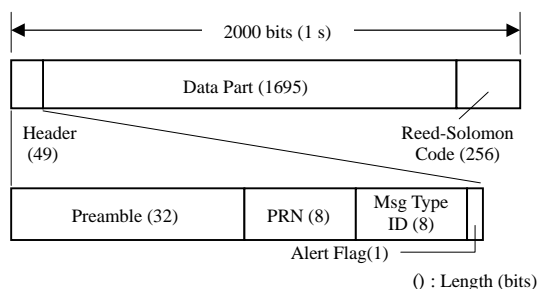 2000 bits (1 s)
Data Part (1695)
Header
(49)
Reed-Solomon
Code (256)
Preamble (32)
PRN (8)
Msg Type
ID (8)
Alert Flag(1)
() : Length (bits)